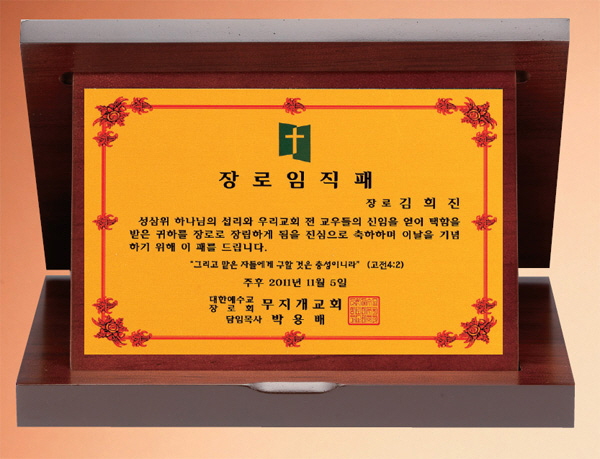 장로임직패
장로 김희진
성삼위 하나님의 섭리와 우리교회 전 교우들의 신임을 얻어 택함을
받은 귀하를 장로로 장립하게 됨을 진심으로 축하하며 이날을 기념
하기 위해 이 패를 드립니다.
“그리고 맡은 자들에게 구할 것은 충성이니라” (고전4:2)
주후 2011년 11월 5일
대한예수교
장로회 무지개교회
담임목사 박용배